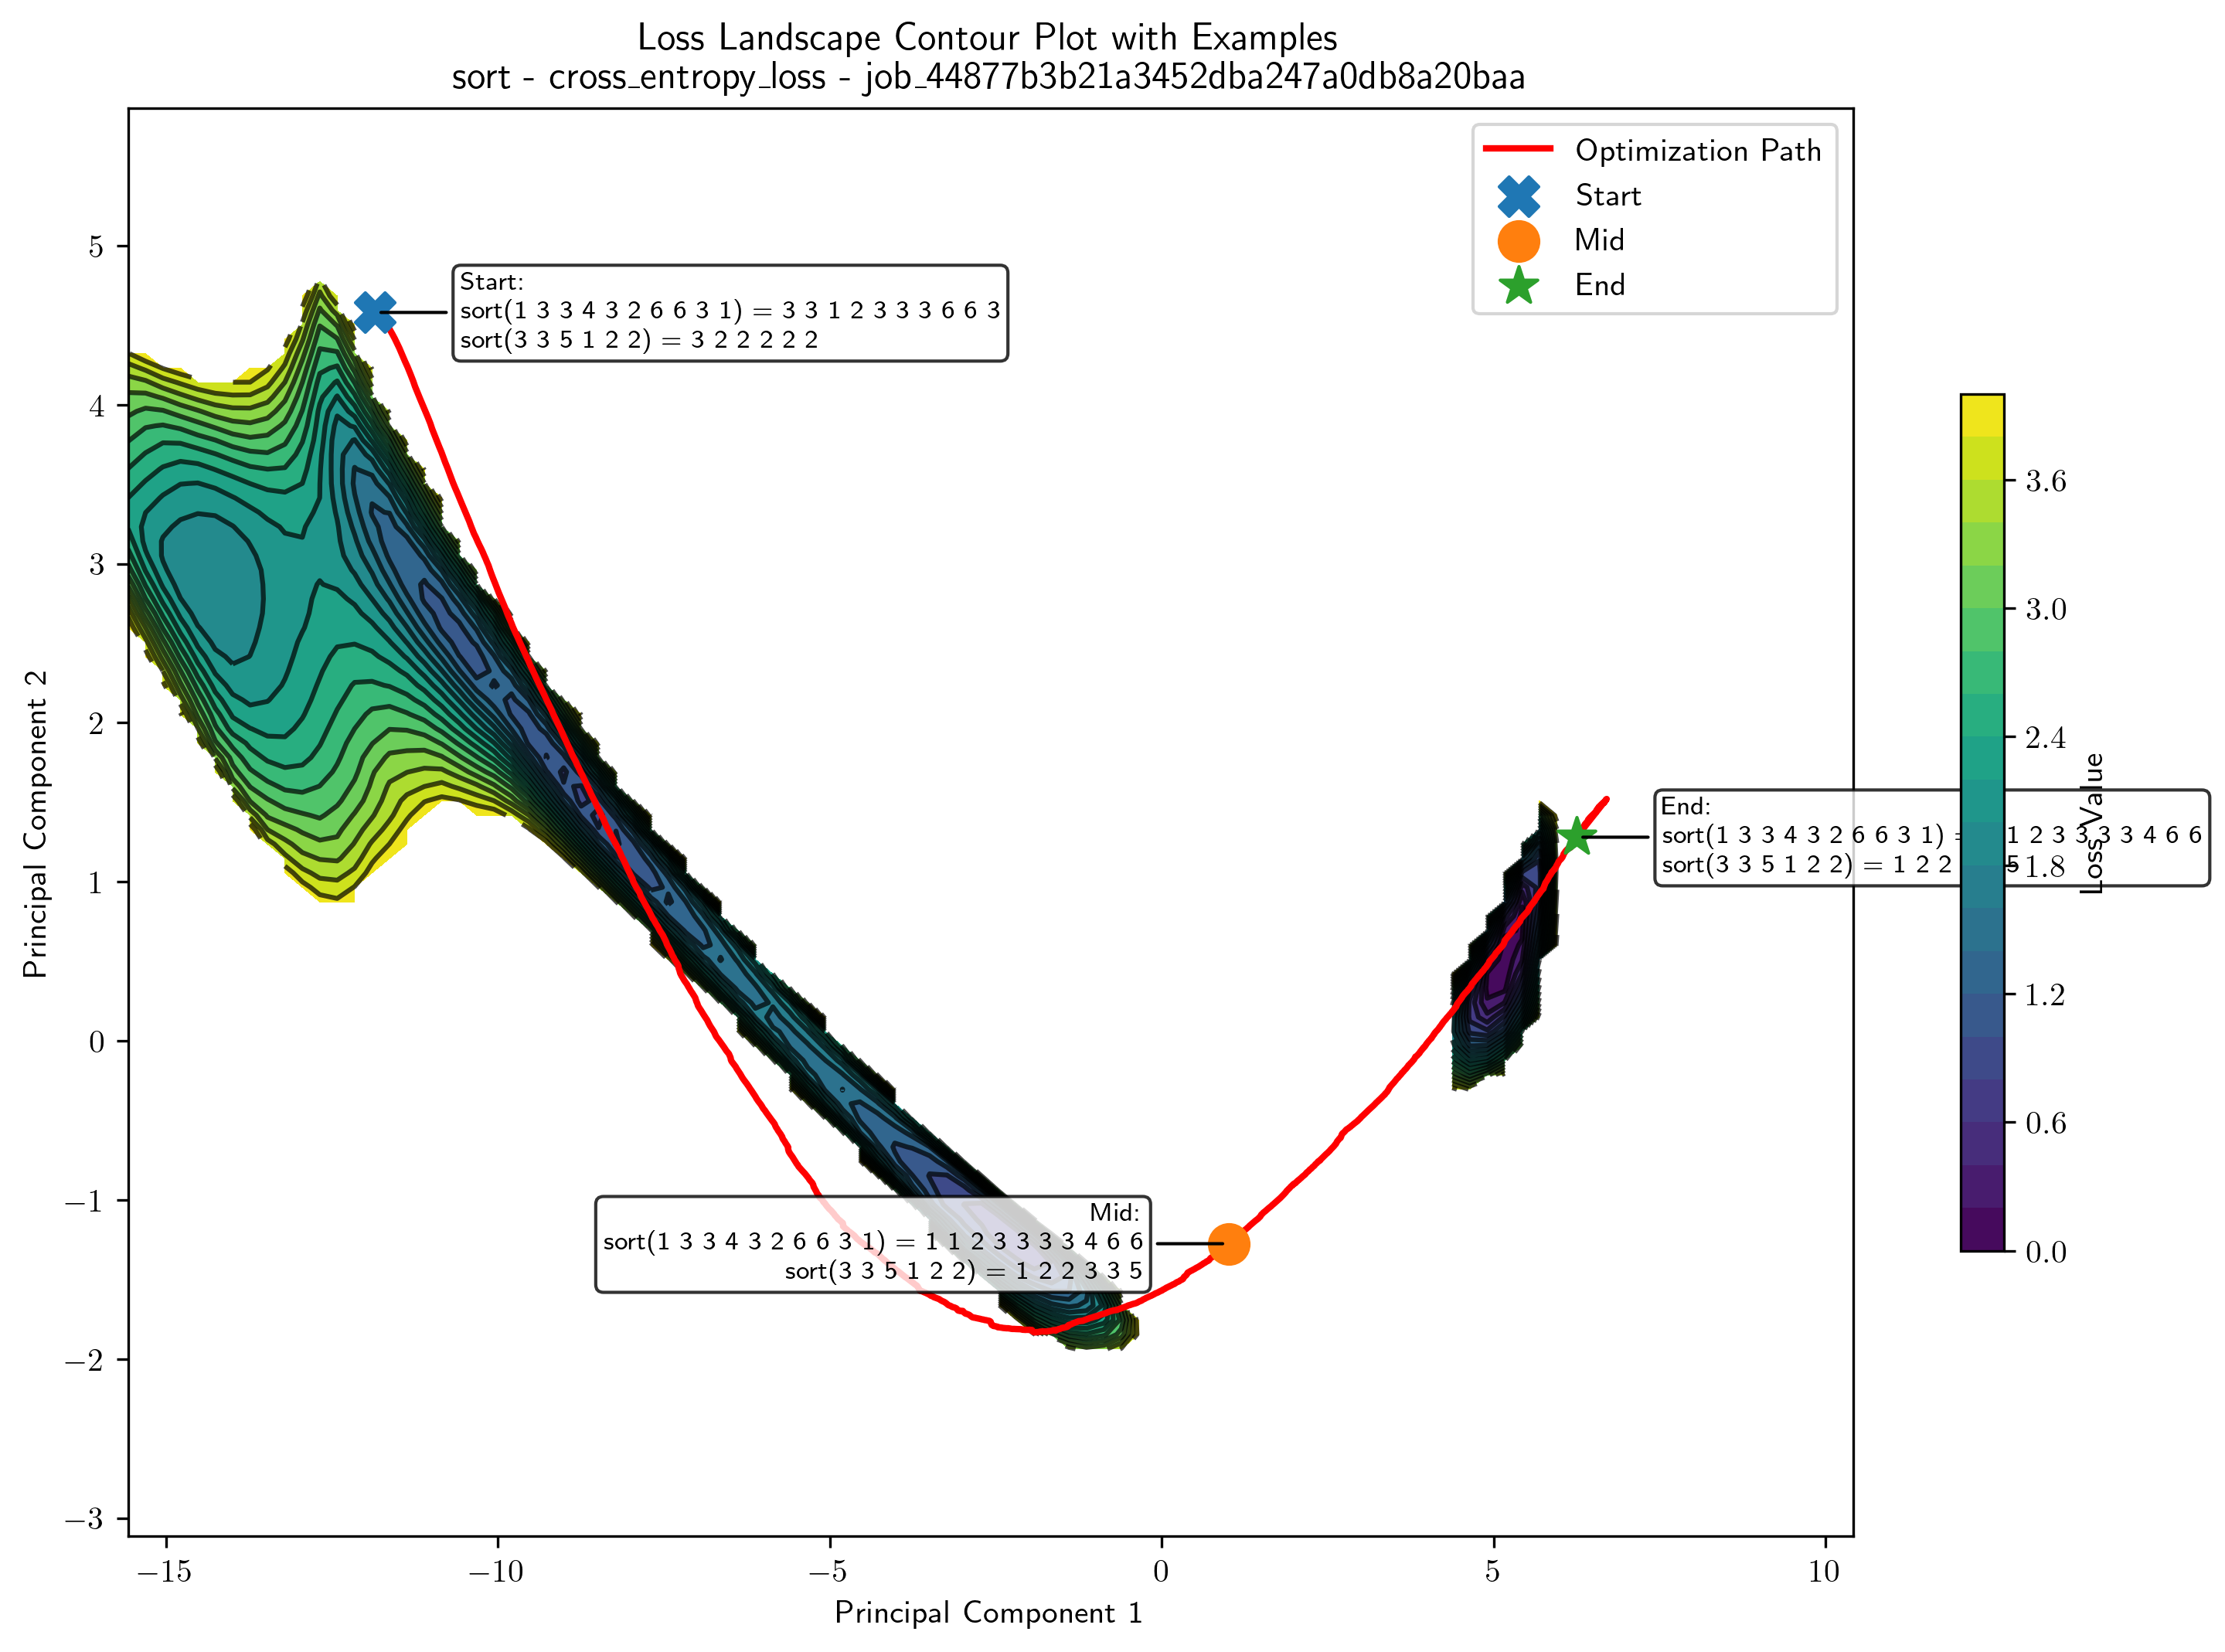 Loss Landscape Contour Plot with Examples
sort - cross_entropy_loss - job_44877b3b21a3452dba247a0db8a20baa
Optimization Path
Start
Mid
End
Start:
sort(1 3 3 4 3 2 6 6 3 1) = 3 3 1 2 3 3 3 6 6 3
sort(3 3 5 1 2 2) = 3 2 2 2 2 2
End:
sort(1 3 3 4 3 2 6 6 3 1) = 1 2 3 3 3 3 4 6 6
sort(3 3 5 1 2 2) = 1 2 2 5
Mid:
sort(1 3 3 4 3 2 6 6 3 1) = 1 1 2 3 3 3 3 4 6 6
sort(3 3 5 1 2 2) = 1 2 2 3 3 5
5
4
3
2
1
0
−1
−2
−3
Principal Component 2
−15
−10
−5
0
5
10
Principal Component 1
3.6
3.0
2.4
1.8
1.2
0.6
0.0
Loss Value